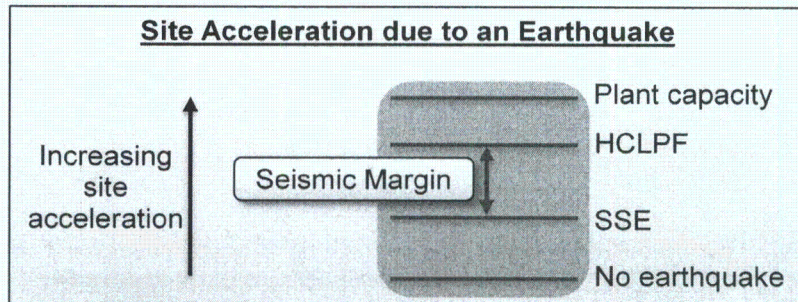 Site Acceleration due to an Earthquake
Plant capacity
HCLPF
Increasing
site
acceleration
Seismic Margin
SSE
No earthquake